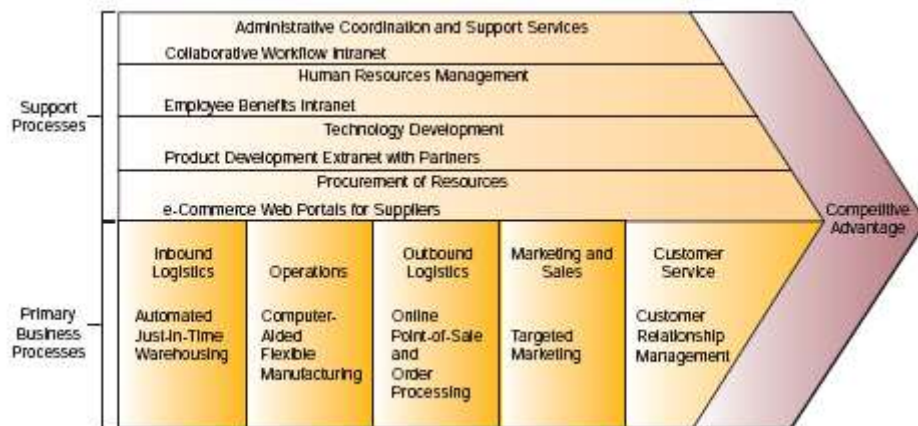 Administrative Coordination and Support Services
Collaborative Workflow Intranet
Human Resources Management
Employee Benefits Intranet
Technology Development
Product Development Extranet with Partners
Procurement of Resources
e-Commerce Web Portals for Suppliers
Support
Processes
Competitive
Advantage
Primary
Business
Processes
Inbound
Logistics
Automated
Just-in-Time
Warehousing
Operations
Computer-
Aided
Flexible
Manufacturing
Outbound
Logistics
Online
Point-of-Sale
and
Order
Processing
Marketing and
Sales
Targeted
Marketing
Customer
Service
Customer
Relationship
Management